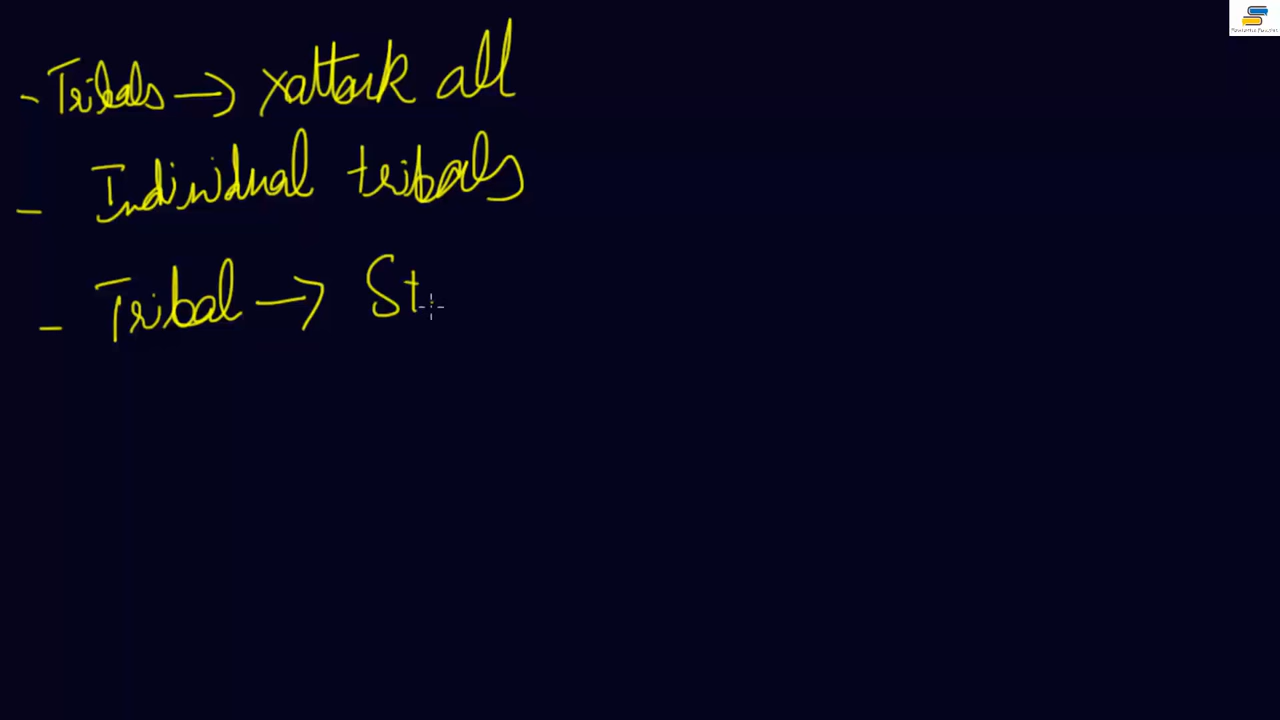 - Tribals → xattack all
- Individual tribals
- Tribal → St